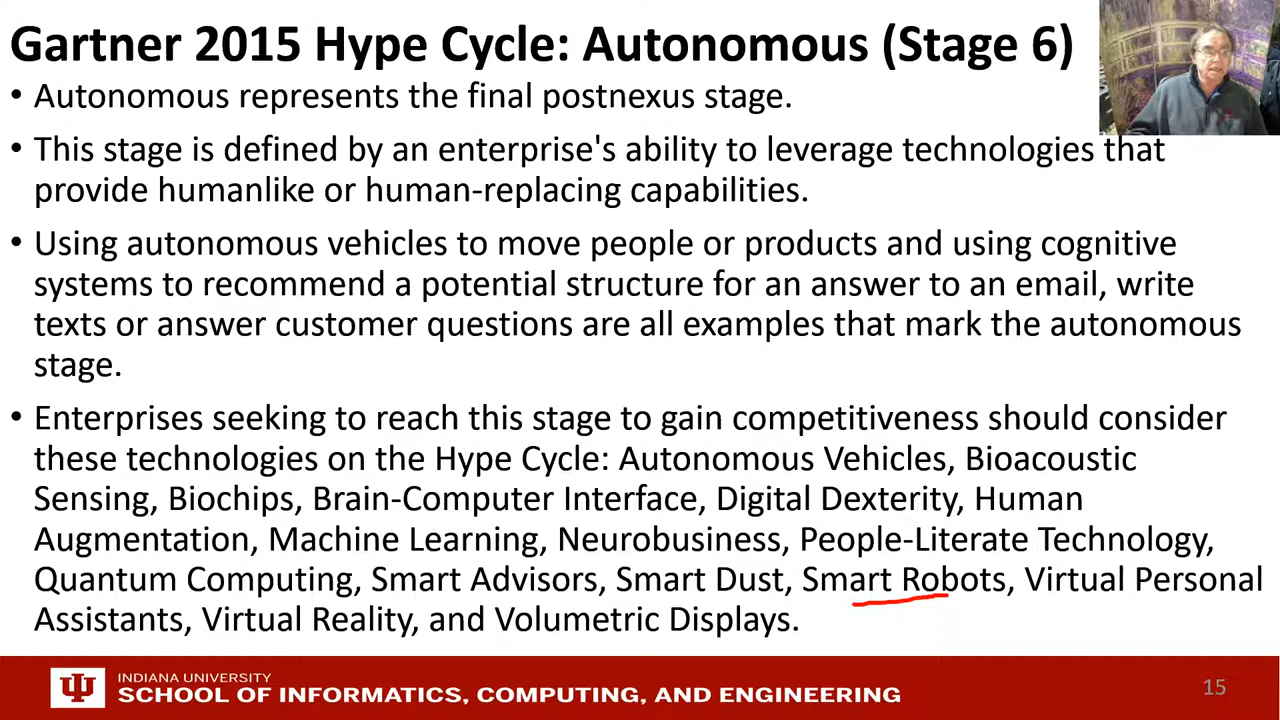 Gartner 2015 Hype Cycle: Autonomous (Stage 6)
• Autonomous represents the final postnexus stage.
• This stage is defined by an enterprise's ability to leverage technologies that
provide humanlike or human-replacing capabilities.
• Using autonomous vehicles to move people or products and using cognitive
systems to recommend a potential structure for an answer to an email, write
texts or answer customer questions are all examples that mark the autonomous
stage.
• Enterprises seeking to reach this stage to gain competitiveness should consider
these technologies on the Hype Cycle: Autonomous Vehicles, Bioacoustic
Sensing, Biochips, Brain-Computer Interface, Digital Dexterity, Human
Augmentation, Machine Learning, Neurobusiness, People-Literate Technology,
Quantum Computing, Smart Advisors, Smart Dust, Smart Robots, Virtual Personal
Assistants, Virtual Reality, and Volumetric Displays.
INDIANA UNIVERSITY
SCHOOL OF INFORMATICS, COMPUTING, AND ENGINEERING
15